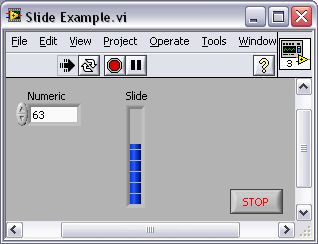 Slide Example.vi
File Edit View Project Operate Tools Window
?
3
Numeric
63
Slide
STOP